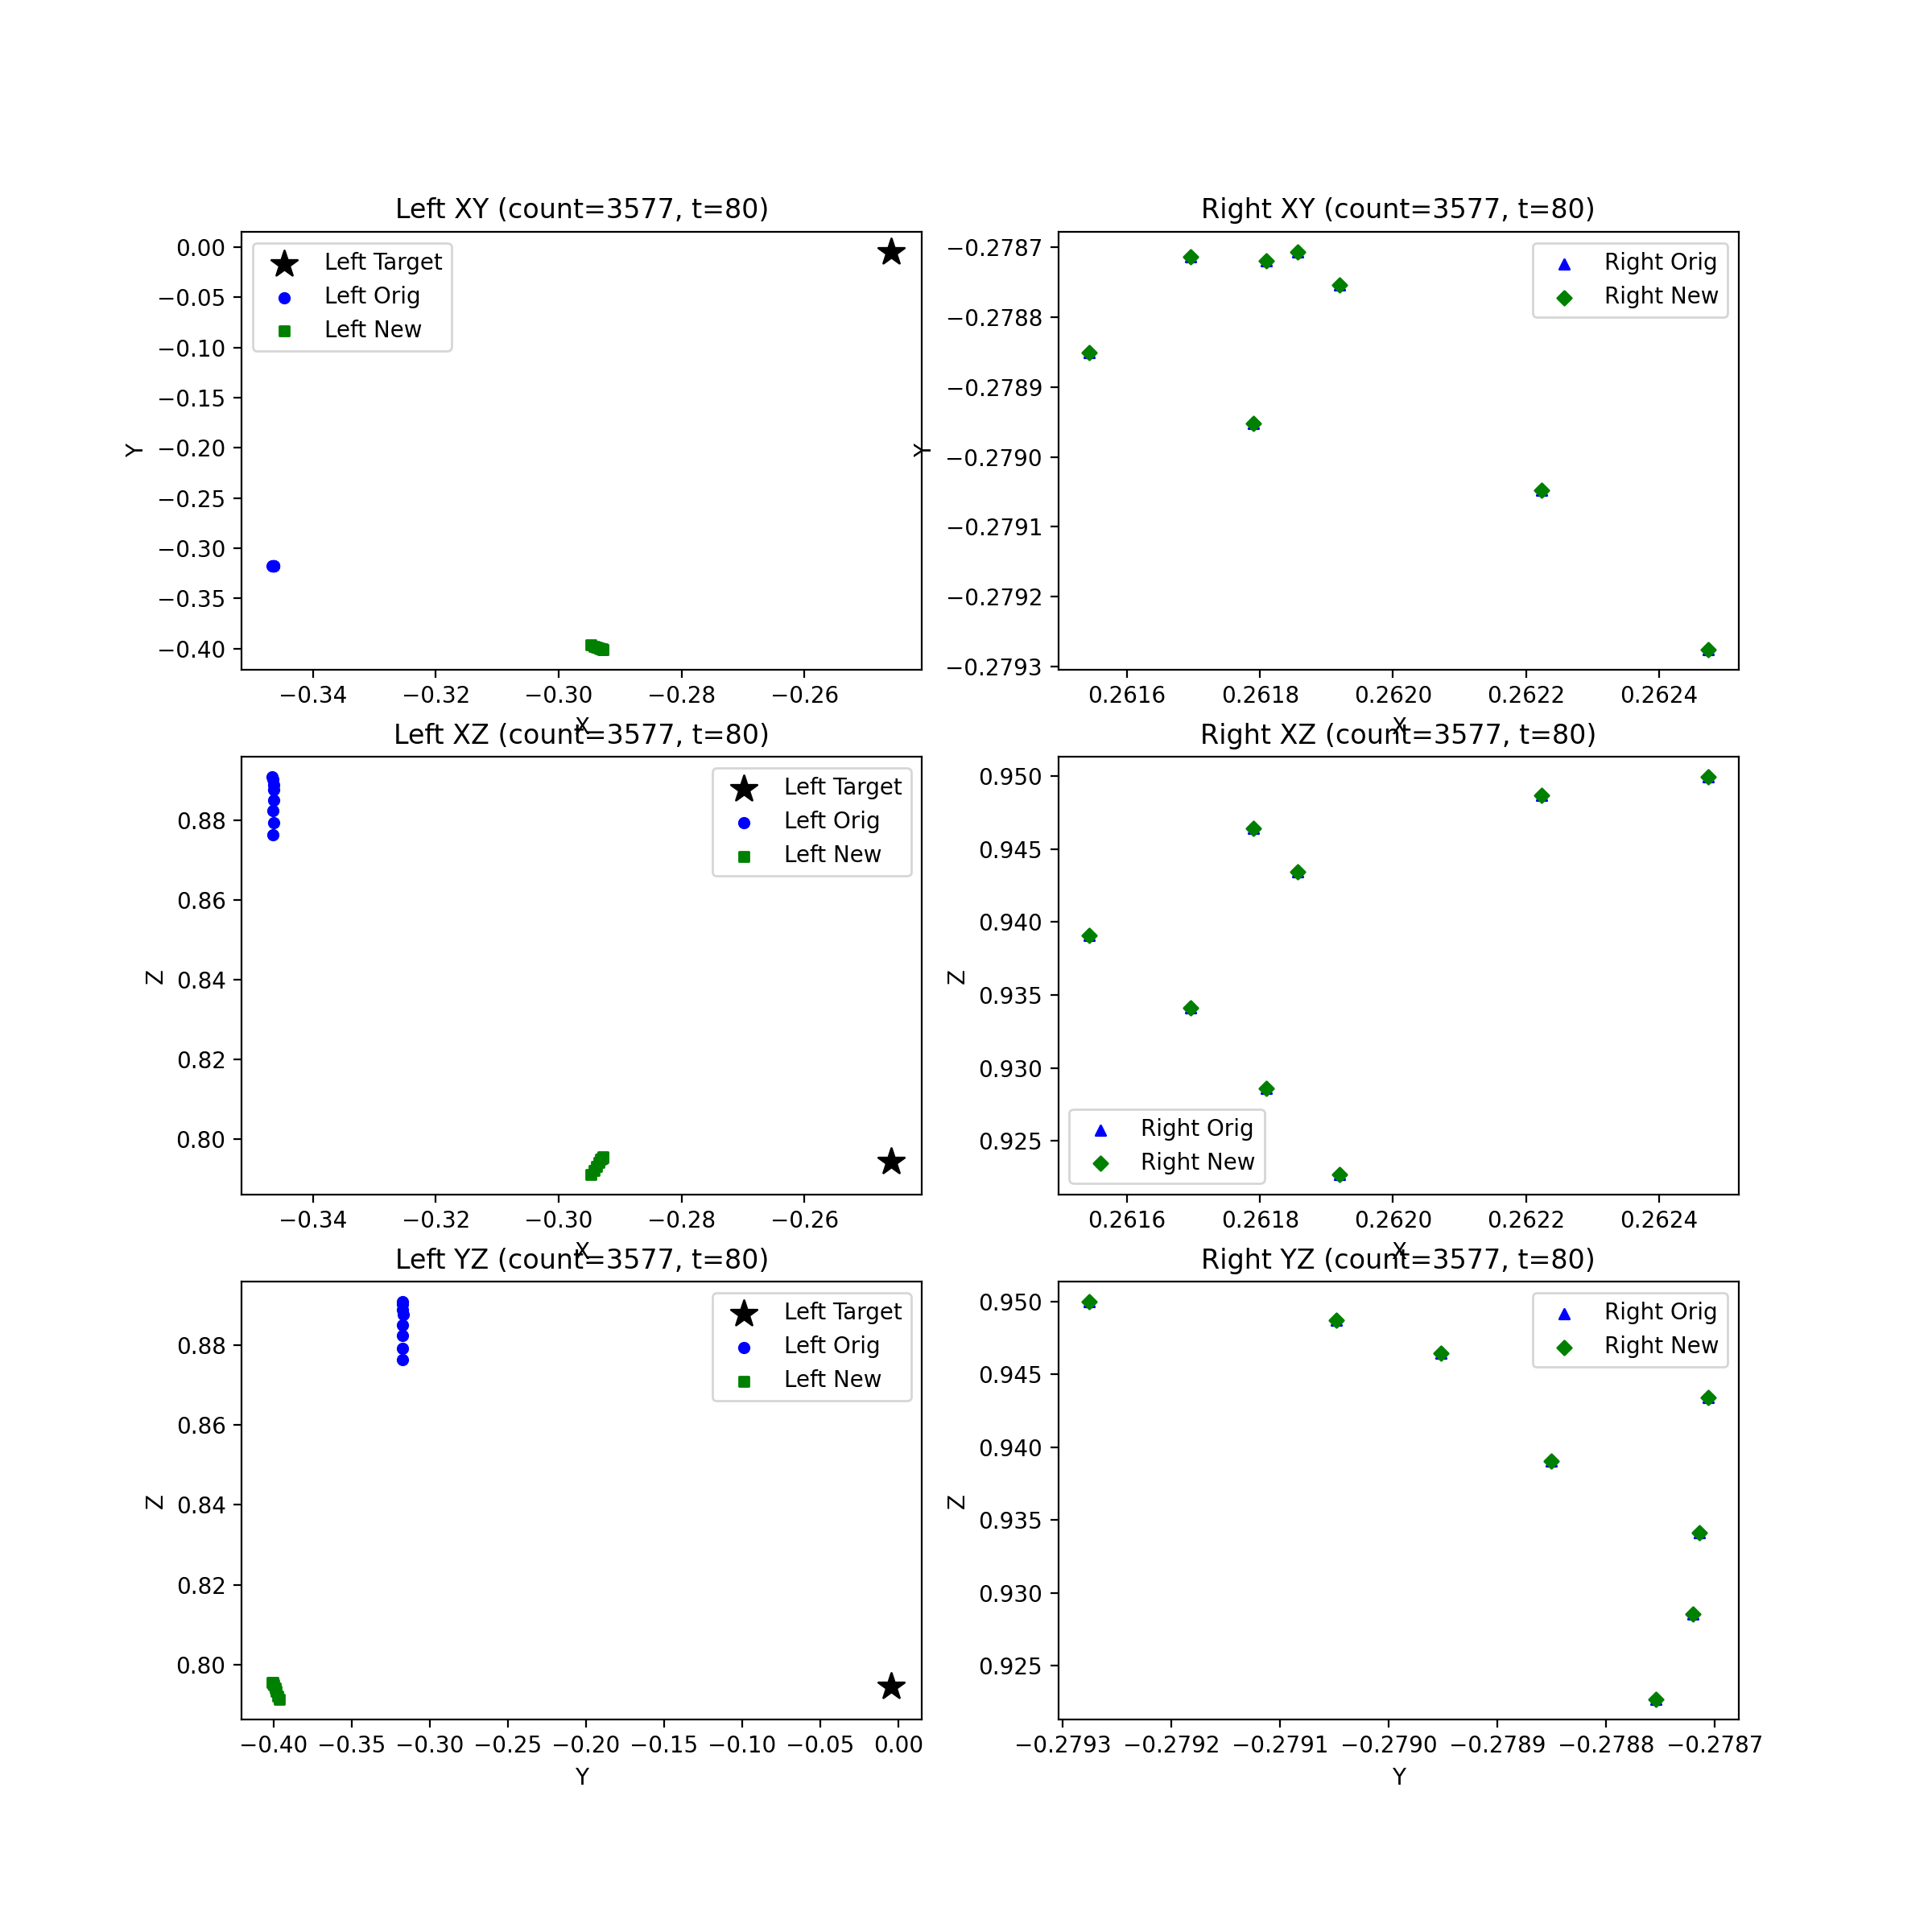 Left XY (count=3577, t=80)
Left Target
Left Orig
Left New
0.00
−0.05
−0.10
−0.15
−0.20
−0.25
−0.30
−0.35
−0.40
Y
−0.34
−0.32
−0.30
−0.28
−0.26
X
Right XY (count=3577, t=80)
Right Orig
Right New
−0.2787
−0.2788
−0.2789
−0.2790
−0.2791
−0.2792
−0.2793
Y
0.2616
0.2618
0.2620
0.2622
0.2624
X
Left XZ (count=3577, t=80)
Left Target
Left Orig
Left New
0.88
0.86
0.84
0.82
0.80
Z
−0.34
−0.32
−0.30
−0.28
−0.26
X
Right XZ (count=3577, t=80)
0.950
0.945
0.940
0.935
0.930
0.925
Z
Right Orig
Right New
0.2616
0.2618
0.2620
0.2622
0.2624
X
Left YZ (count=3577, t=80)
Left Target
Left Orig
Left New
0.88
0.86
0.84
0.82
0.80
Z
−0.40
−0.35
−0.30
−0.25
−0.20
−0.15
−0.10
−0.05
0.00
Y
Right YZ (count=3577, t=80)
Right Orig
Right New
0.950
0.945
0.940
0.935
0.930
0.925
Z
−0.2793
−0.2792
−0.2791
−0.2790
−0.2789
−0.2788
−0.2787
Y